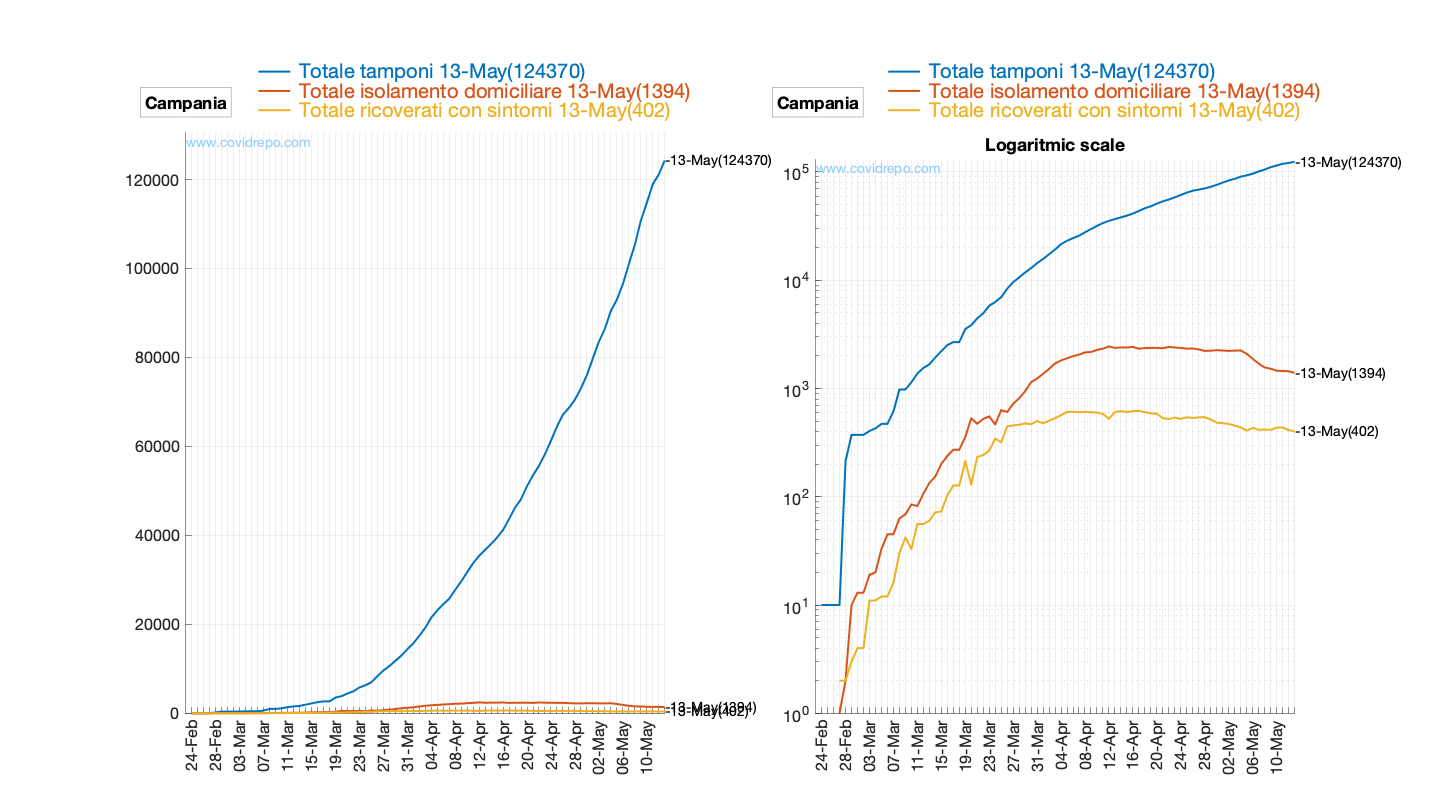 Totale tamponi 13-May(124370)
Totale isolamento domiciliare 13-May(1394)
Totale ricoverati con sintomi 13-May(402)
Campania
www.covidrepo.com
13-May(124370)
13-May(1394)
13-May(402)
120000
100000
80000
60000
40000
20000
0
24-Feb
28-Feb
03-Mar
07-Mar
11-Mar
15-Mar
19-Mar
23-Mar
27-Mar
31-Mar
04-Apr
08-Apr
12-Apr
16-Apr
20-Apr
24-Apr
28-Apr
02-May
06-May
10-May
Totale tamponi 13-May(124370)
Totale isolamento domiciliare 13-May(1394)
Totale ricoverati con sintomi 13-May(402)
Campania
Logaritmic scale
www.covidrepo.com
13-May(124370)
13-May(1394)
13-May(402)
10^5
10^4
10^3
10^2
10^1
10^0
24-Feb
28-Feb
03-Mar
07-Mar
11-Mar
15-Mar
19-Mar
23-Mar
27-Mar
31-Mar
04-Apr
08-Apr
12-Apr
16-Apr
20-Apr
24-Apr
28-Apr
02-May
06-May
10-May